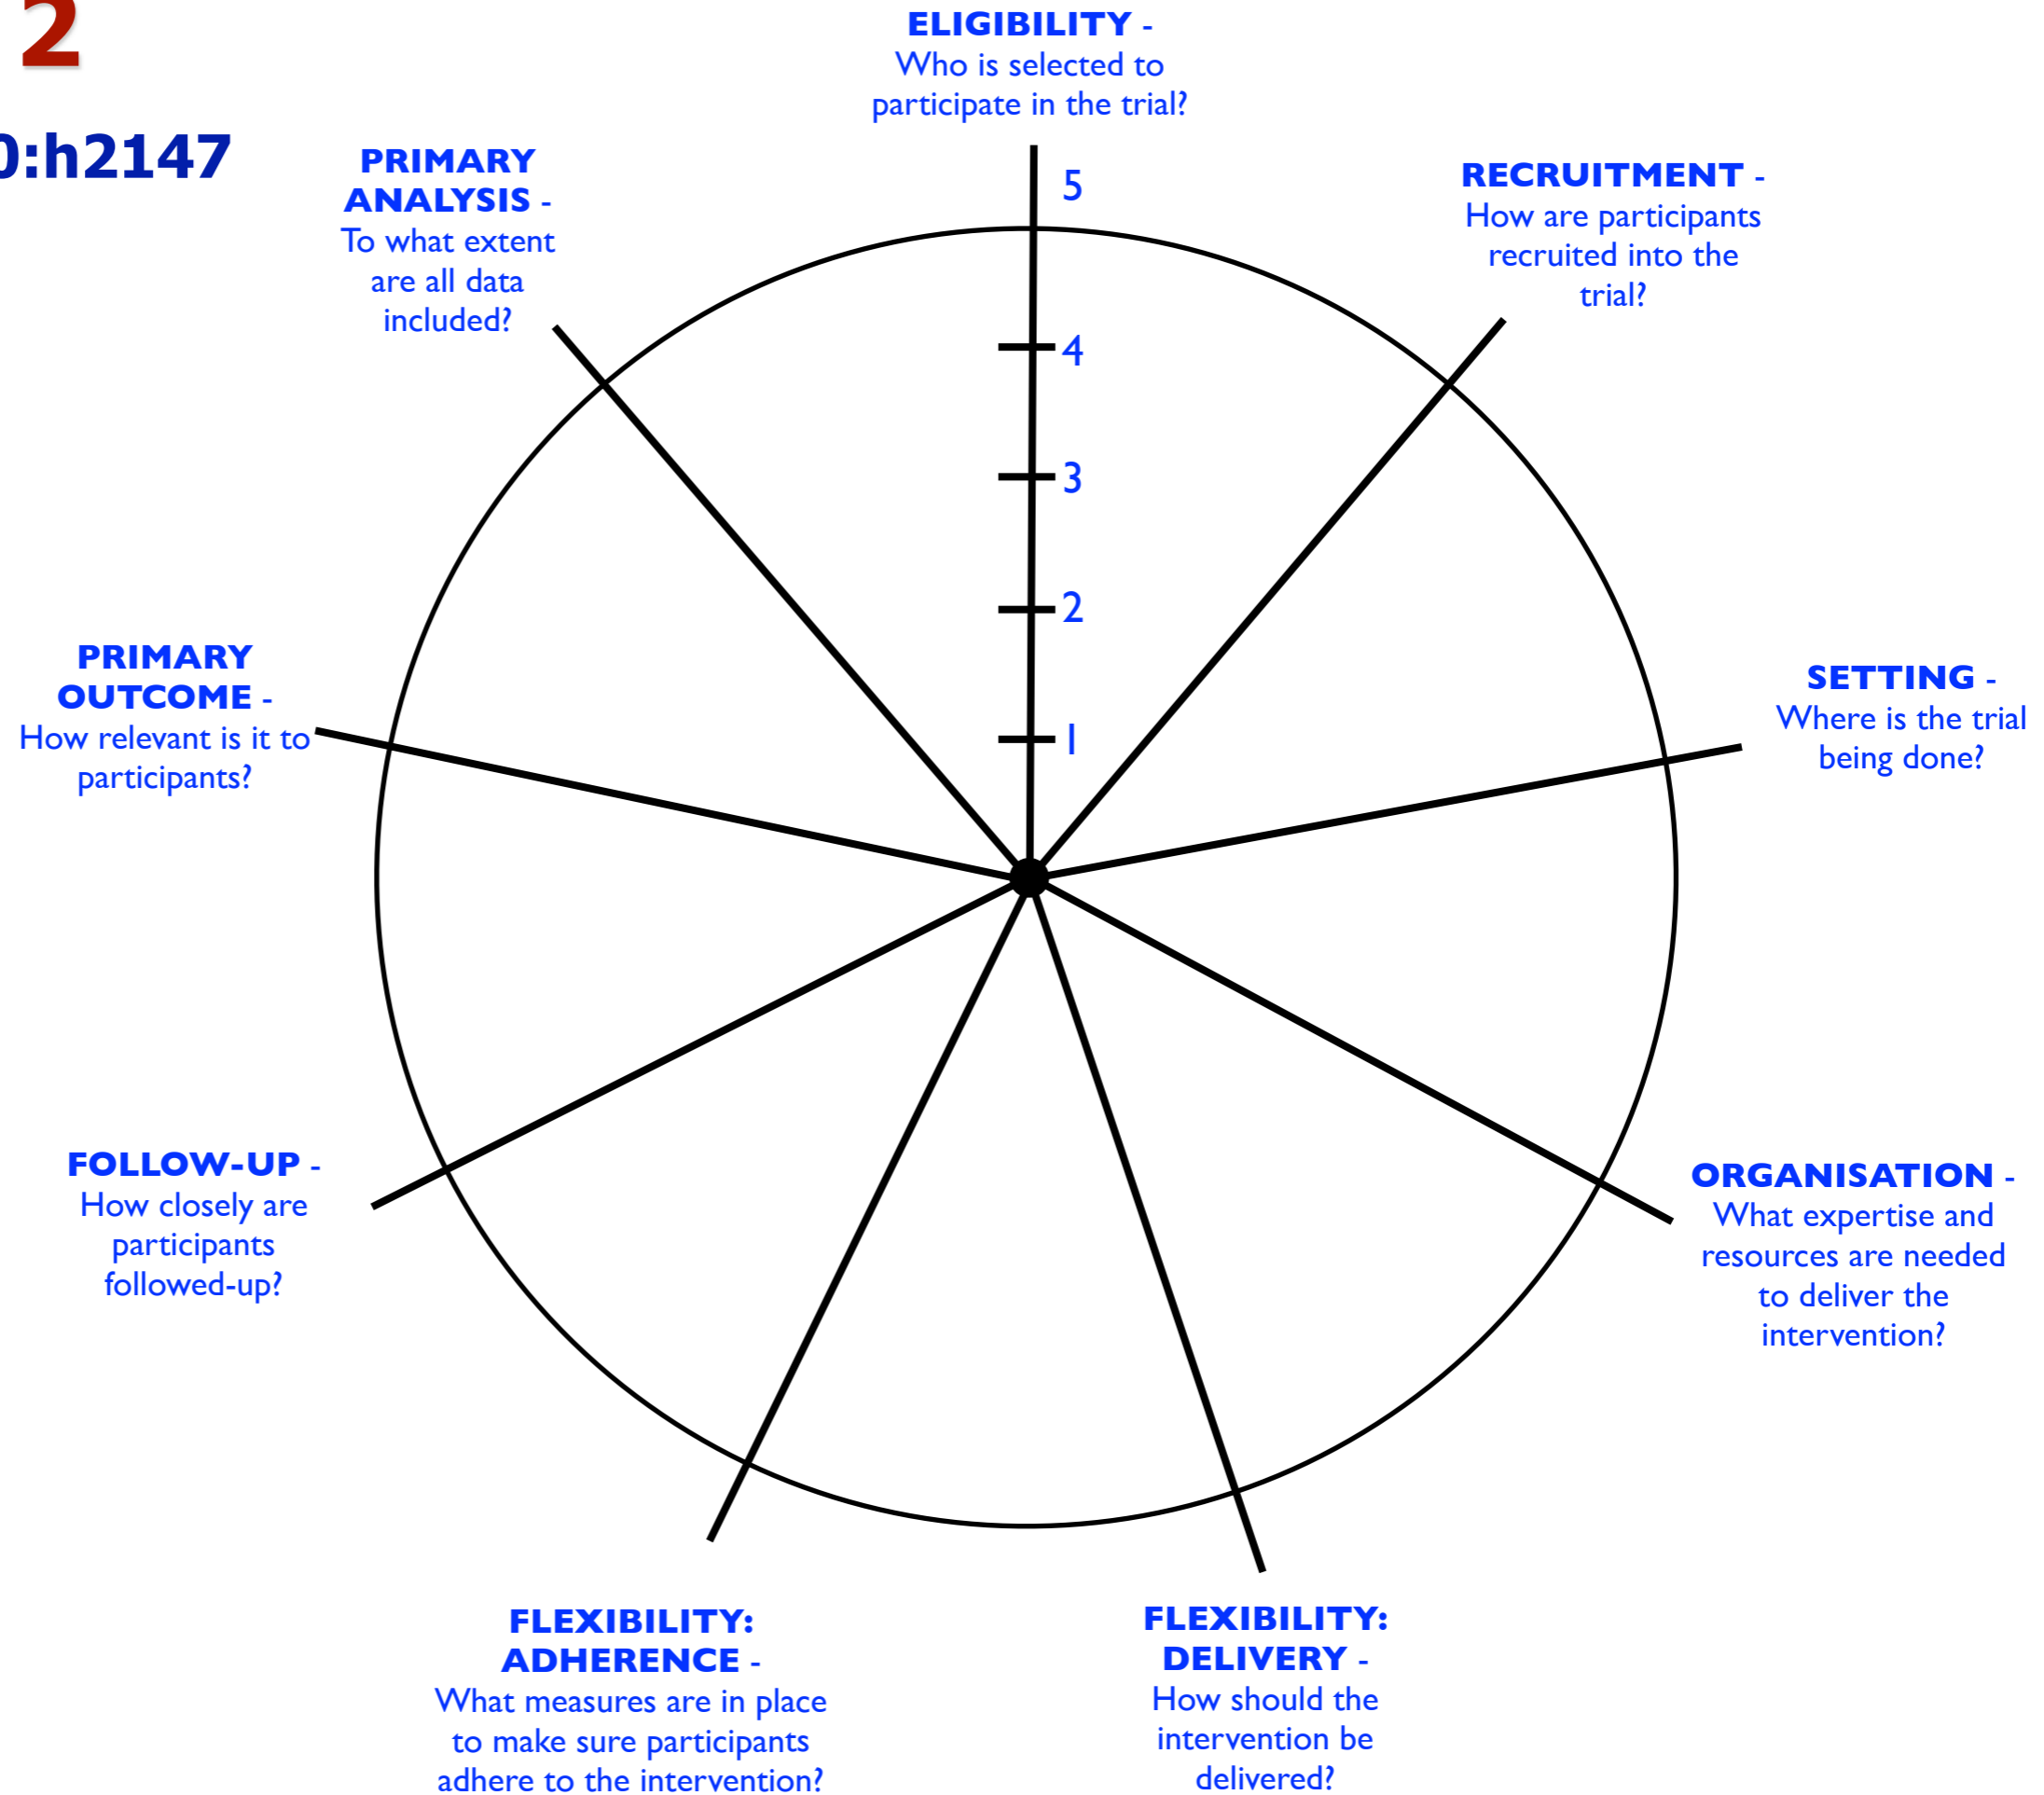 2
0:h2147
ELIGIBILITY -
Who is selected to
participate in the trial?
PRIMARY
ANALYSIS -
To what extent
are all data
included?
RECRUITMENT -
How are participants
recruited into the
trial?
5
4
3
2
1
PRIMARY
OUTCOME -
How relevant is it to
participants?
SETTING -
Where is the trial
being done?
FOLLOW-UP -
How closely are
participants
followed-up?
ORGANISATION -
What expertise and
resources are needed
to deliver the
intervention?
FLEXIBILITY:
ADHERENCE -
What measures are in place
to make sure participants
adhere to the intervention?
FLEXIBILITY:
DELIVERY -
How should the
intervention be
delivered?